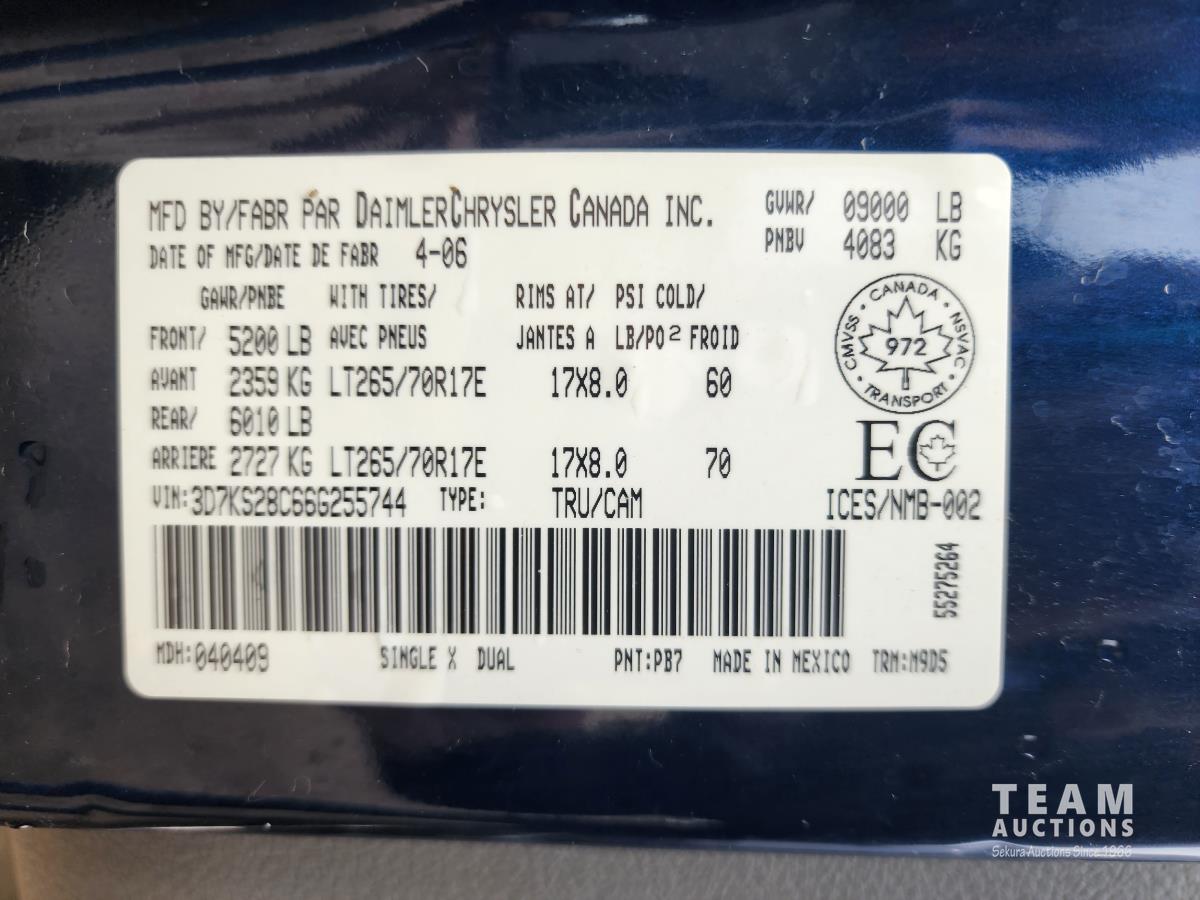 MFD BY/FABR PAR DAIMLERCHRYSLER CANADA INC. GVWR/ 09000 LB
DATE OF MFG/DATE DE FABR 4-06 PNBV 4083 KG
GAWR/PNBE WITH TIRES/ RIMS AT/ PSI COLD/
FRONT/ 5200 LB AVEC PNEUS JANTES A LB/PO2 FROID
AVANT 2359 KG LT265/70R17E 17X8.0 60
REAR/ 6010 LB
ARRIERE 2727 KG LT265/70R17E 17X8.0 70
VIN:3D7KS28C66G255744 TYPE: TRU/CAM
CANADA
CMVSS NSVAC
972
TRANSPORT
EC
ICES/NMB-002
55275264
MDH:040409 SINGLE X DUAL PNT:PB7 MADE IN MEXICO TRM:M9D5
TEAM
AUCTIONS
Sekura Auctions Since 1966